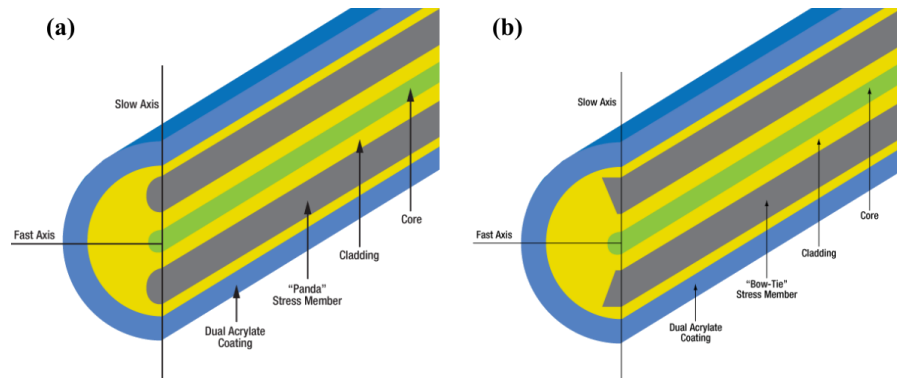 (a)
Slow Axis
Fast Axis
Core
Cladding
“Panda”
Stress Member
Dual Acrylate
Coating
(b)
Slow Axis
Fast Axis
Core
Cladding
“Bow-Tie”
Stress Member
Dual Acrylate
Coating